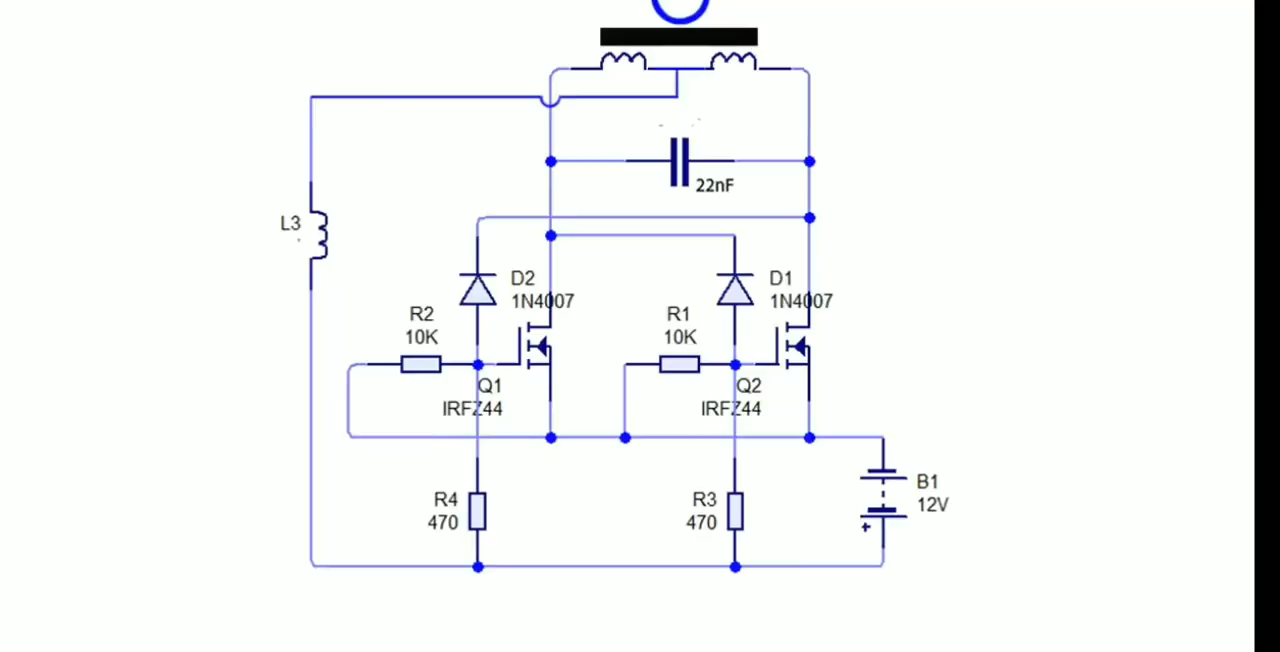 22nF
L3
D2
1N4007
D1
1N4007
R2
10K
R1
10K
Q1
IRFZ44
Q2
IRFZ44
R4
470
R3
470
B1
12V
+